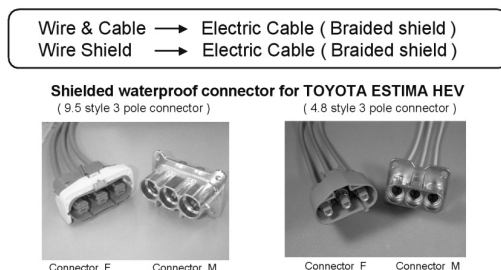 Wire & Cable → Electric Cable ( Braided shield )
Wire Shield → Electric Cable ( Braided shield )
Shielded waterproof connector for TOYOTA ESTIMA HEV
( 9.5 style 3 pole connector ) ( 4.8 style 3 pole connector )
Connector F Connector M Connector F Connector M